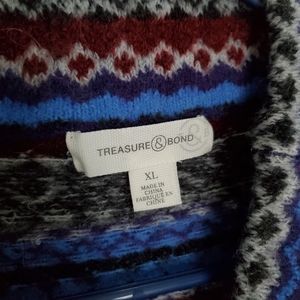 TREASURE & BOND
&
XL
MADE IN
CHINA
FABRIQUÉ EN
CHINE